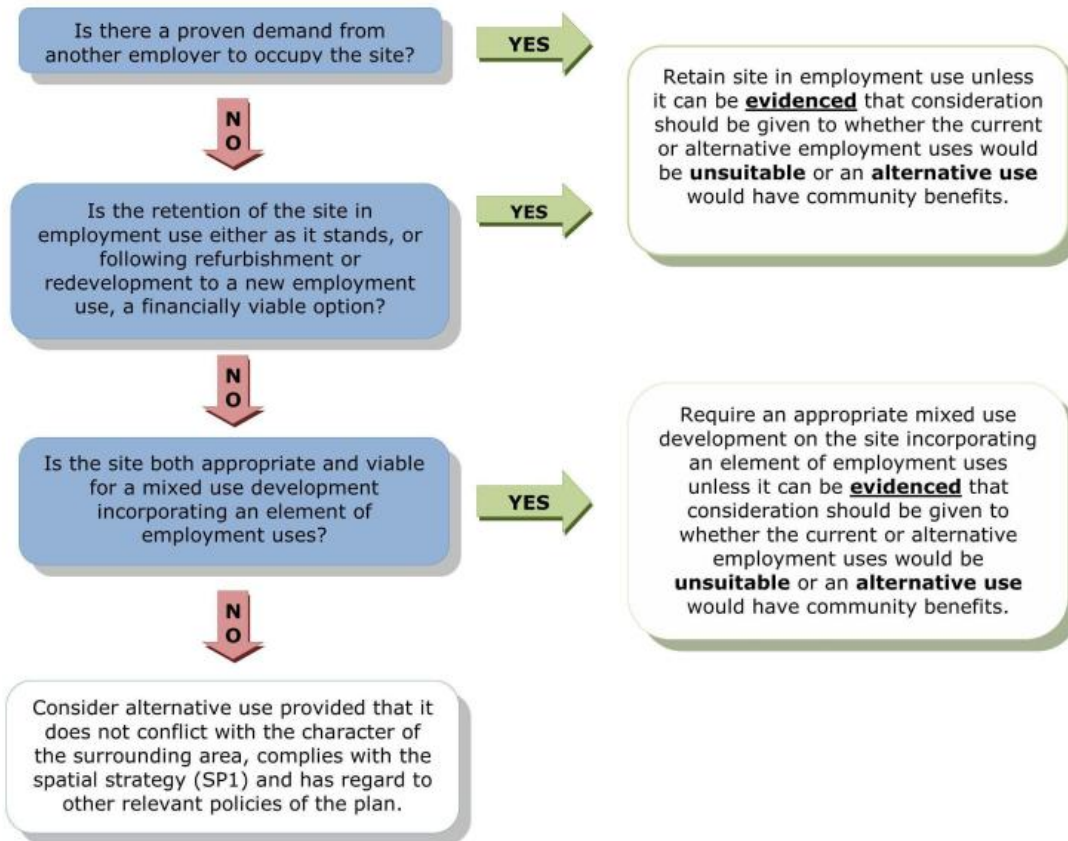 Is there a proven demand from
another employer to occupy the site?
YES
Retain site in employment use unless
it can be evidenced that consideration
should be given to whether the current
or alternative employment uses would
be unsuitable or an alternative use
would have community benefits.
N
O
Is the retention of the site in
employment use either as it stands, or
following refurbishment or
redevelopment to a new employment
use, a financially viable option?
YES
N
O
Is the site both appropriate and viable
for a mixed use development
incorporating an element of
employment uses?
YES
Require an appropriate mixed use
development on the site incorporating
an element of employment uses
unless it can be evidenced that
consideration should be given to
whether the current or alternative
employment uses would be
unsuitable or an alternative use
would have community benefits.
N
O
Consider alternative use provided that it
does not conflict with the character of
the surrounding area, complies with the
spatial strategy (SP1) and has regard to
other relevant policies of the plan.